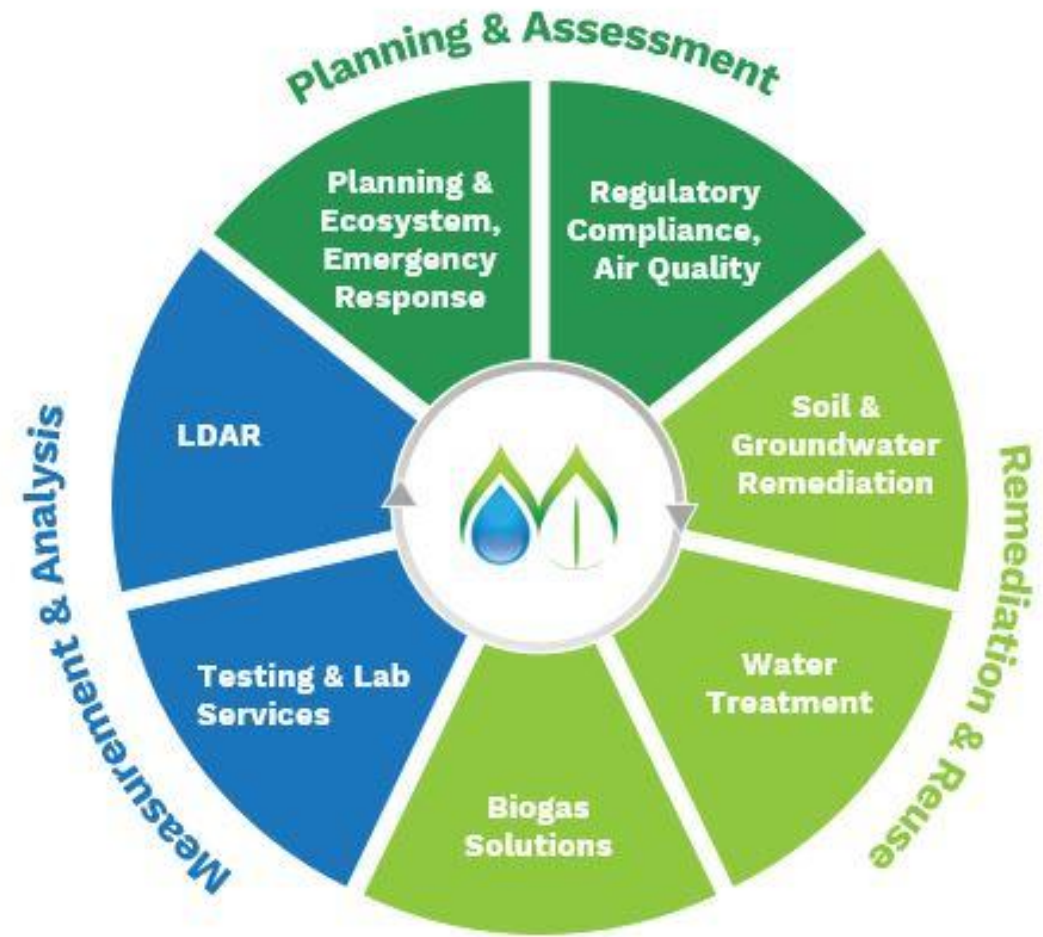 Planning & Assessment
Planning &
Ecosystem,
Emergency
Response
Regulatory
Compliance,
Air Quality
Soil &
Groundwater
Remediation
Water
Treatment
Biogas
Solutions
Testing & Lab
Services
LDAR
Remediation & Reuse
Measurement & Analysis